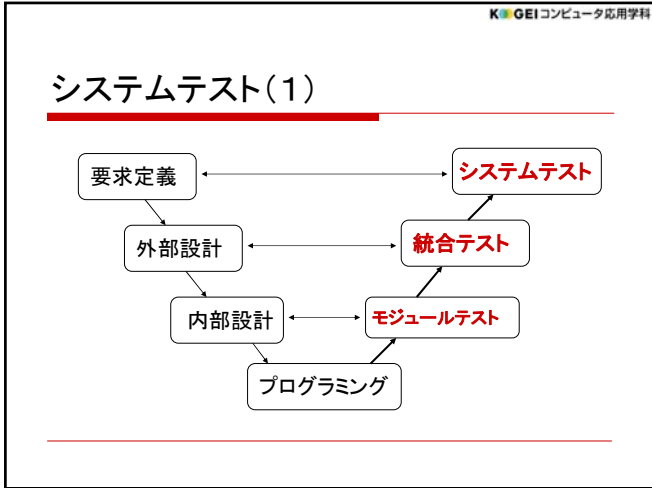 KOGEIコンピュータ応用学科
システムテスト(1)
要求定義
システムテスト
外部設計
統合テスト
内部設計
モジュールテスト
プログラミング